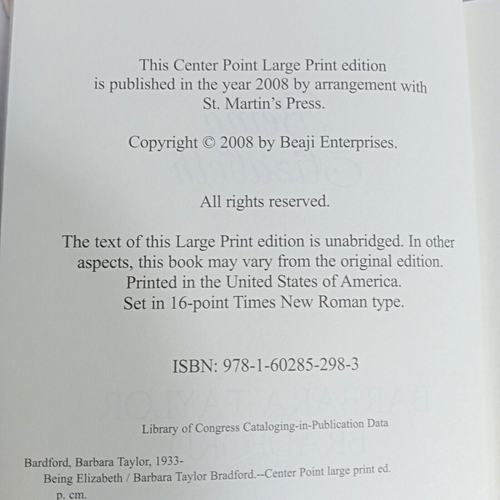 This Center Point Large Print edition
is published in the year 2008 by arrangement with
St. Martin's Press.
Copyright © 2008 by Beaji Enterprises.
All rights reserved.
The text of this Large Print edition is unabridged. In other
aspects, this book may vary from the original edition.
Printed in the United States of America.
Set in 16-point Times New Roman type.
ISBN: 978-1-60285-298-3
Library of Congress Cataloging-in-Publication Data
Bardford, Barbara Taylor, 1933-
Being Elizabeth / Barbara Taylor Bradford.--Center Point large print ed.
p. cm.